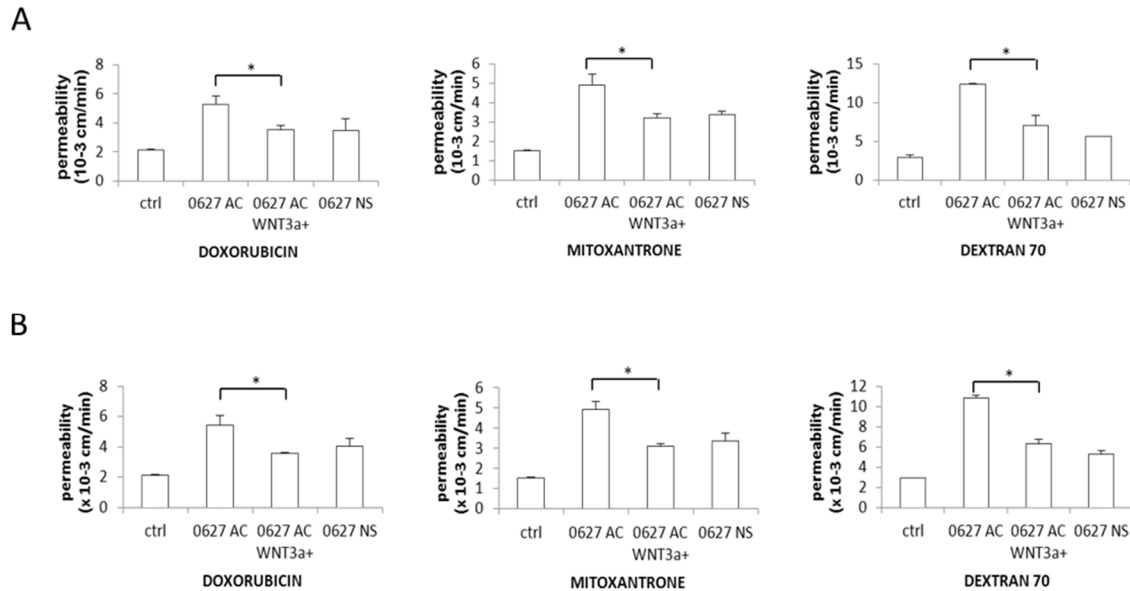 A
permeability
(10-3 cm/min)
8
6
4
2
0
*
ctrl 0627 AC 0627 AC 0627 NS
WNT3a+
DOXORUBICIN
permeability
(10-3 cm/min)
6
5
4
3
2
1
0
*
ctrl 0627 AC 0627 AC 0627 NS
WNT3a+
MITOXANTRONE
permeability
(10-3 cm/min)
15
10
5
0
*
ctrl 0627 AC 0627 AC 0627 NS
WNT3a+
DEXTRAN 70
B
permeability
(x 10-3 cm/min)
8
6
4
2
0
*
ctrl 0627 AC 0627 AC 0627 NS
WNT3a+
DOXORUBICIN
permeability
(x 10-3 cm/min)
6
5
4
3
2
1
0
*
ctrl 0627 AC 0627 AC 0627 NS
WNT3a+
MITOXANTRONE
permeability
(x 10-3 cm/min)
12
10
8
6
4
2
0
*
ctrl 0627 AC 0627 AC 0627 NS
WNT3a+
DEXTRAN 70